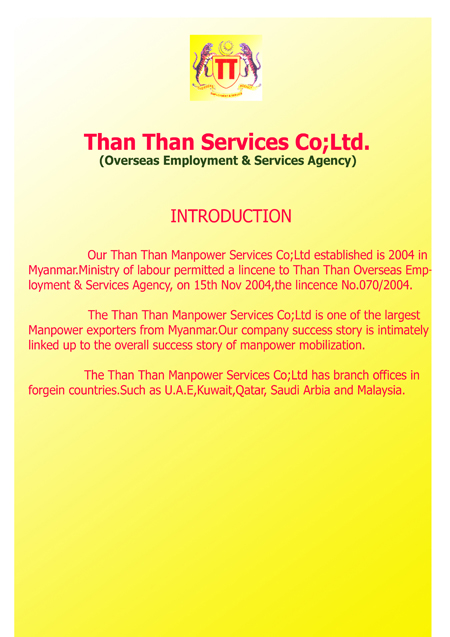 TT
Than Than Services Co;Ltd.
(Overseas Employment & Services Agency)
INTRODUCTION
Our Than Than Manpower Services Co;Ltd established is 2004 in
Myanmar.Ministry of labour permitted a lincene to Than Than Overseas Emp-
loyment & Services Agency, on 15th Nov 2004,the lincence No.070/2004.
The Than Than Manpower Services Co;Ltd is one of the largest
Manpower exporters from Myanmar.Our company success story is intimately
linked up to the overall success story of manpower mobilization.
The Than Than Manpower Services Co;Ltd has branch offices in
forgein countries.Such as U.A.E,Kuwait,Qatar, Saudi Arbia and Malaysia.